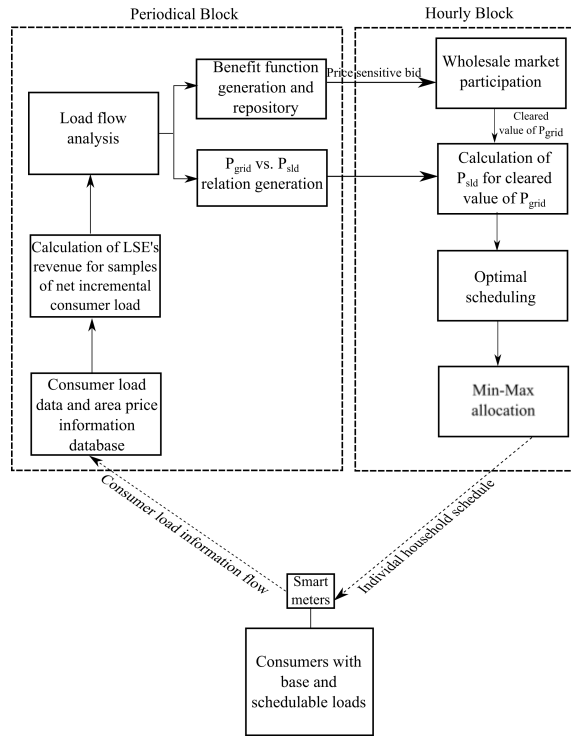 Periodical Block
Hourly Block
Benefit function
generation and
repository
Price sensitive bid
Wholesale market
participation
Load flow
analysis
Cleared
value of Pgrid
Pgrid vs. Psld
relation generation
Calculation of
Psld for cleared
value of Pgrid
Calculation of LSE's
revenue for samples
of net incremental
consumer load
Optimal
scheduling
Consumer load
data and area price
information
database
Min-Max
allocation
Consumer load information flow
Individal household schedule
Smart
meters
Consumers with
base and
schedulable loads